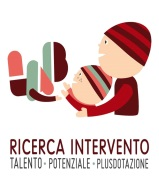 RICERCA INTERVENTO
TALENTO - POTENZIALE - PLUSDOTAZIONE